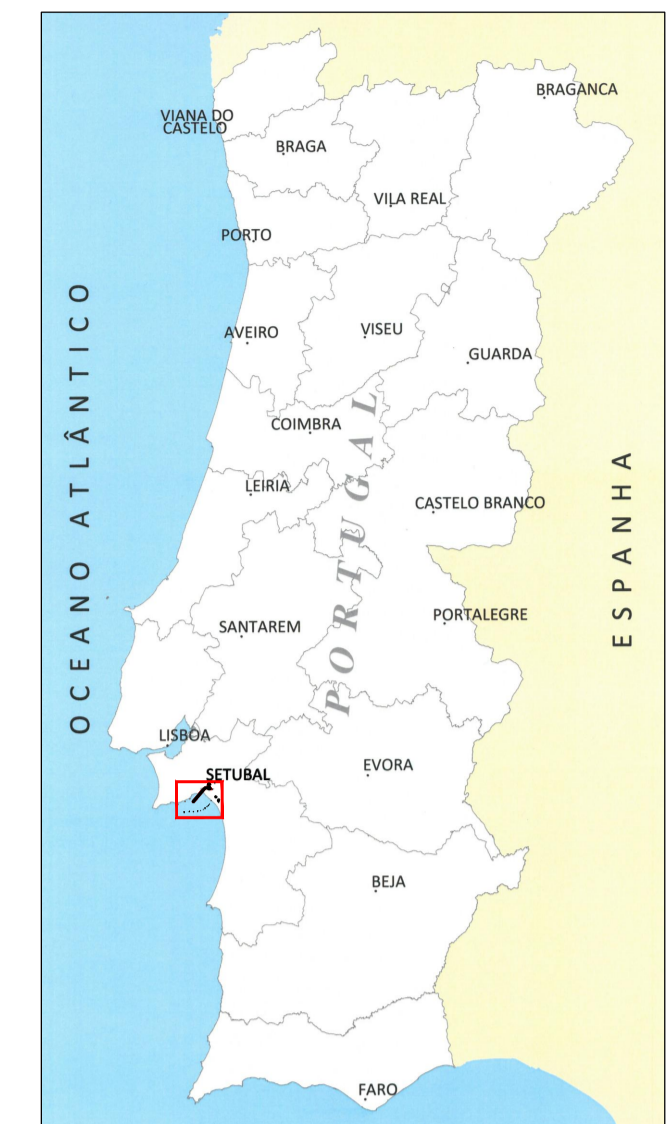 BRAGANCA
VIANA DO
CASTELO
BRAGA
VILA REAL
PORTO
OCEANO ATLÂNTICO
AVEIRO
VISEU
GUARDA
COIMBRA
PORTUGAL
LEIRIA
CASTELO BRANCO
ESPANHA
SANTAREM
PORTALEGRE
LISBOA
SETUBAL
EVORA
BEJA
FARO